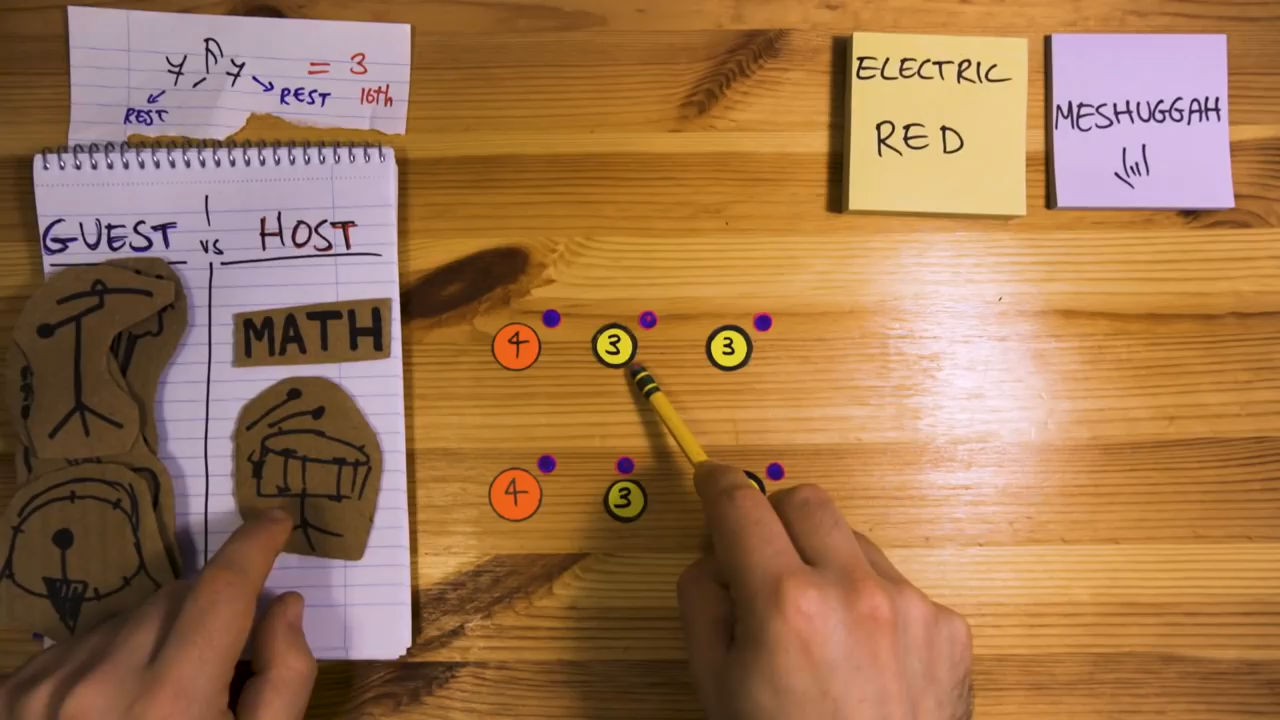 = 3
REST
REST
16th
GUEST vs HOST
MATH
ELECTRIC
RED
MESHUGGAH
4 3 3
4 3